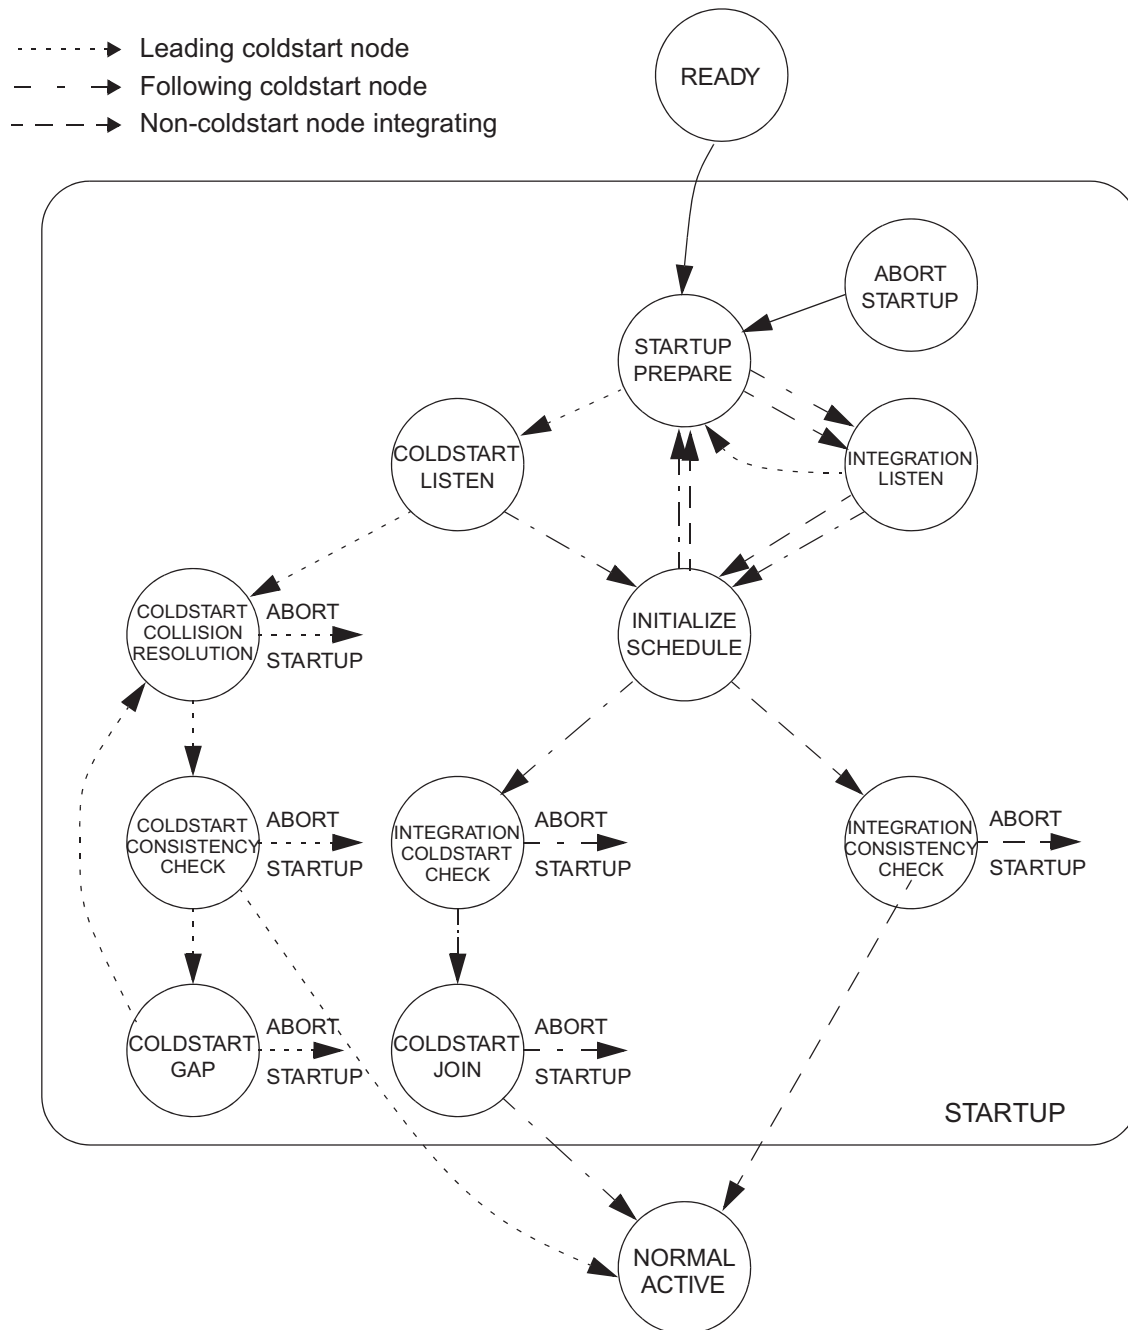 Leading coldstart node
Following coldstart node
Non-coldstart node integrating
READY
ABORT
STARTUP
STARTUP
PREPARE
COLDSTART
LISTEN
INTEGRATION
LISTEN
COLDSTART
COLLISION
RESOLUTION
ABORT
STARTUP
INITIALIZE
SCHEDULE
COLDSTART
CONSISTENCY
CHECK
ABORT
STARTUP
INTEGRATION
COLDSTART
CHECK
ABORT
STARTUP
INTEGRATION
CONSISTENCY
CHECK
ABORT
STARTUP
COLDSTART
GAP
ABORT
STARTUP
COLDSTART
JOIN
ABORT
STARTUP
STARTUP
NORMAL
ACTIVE